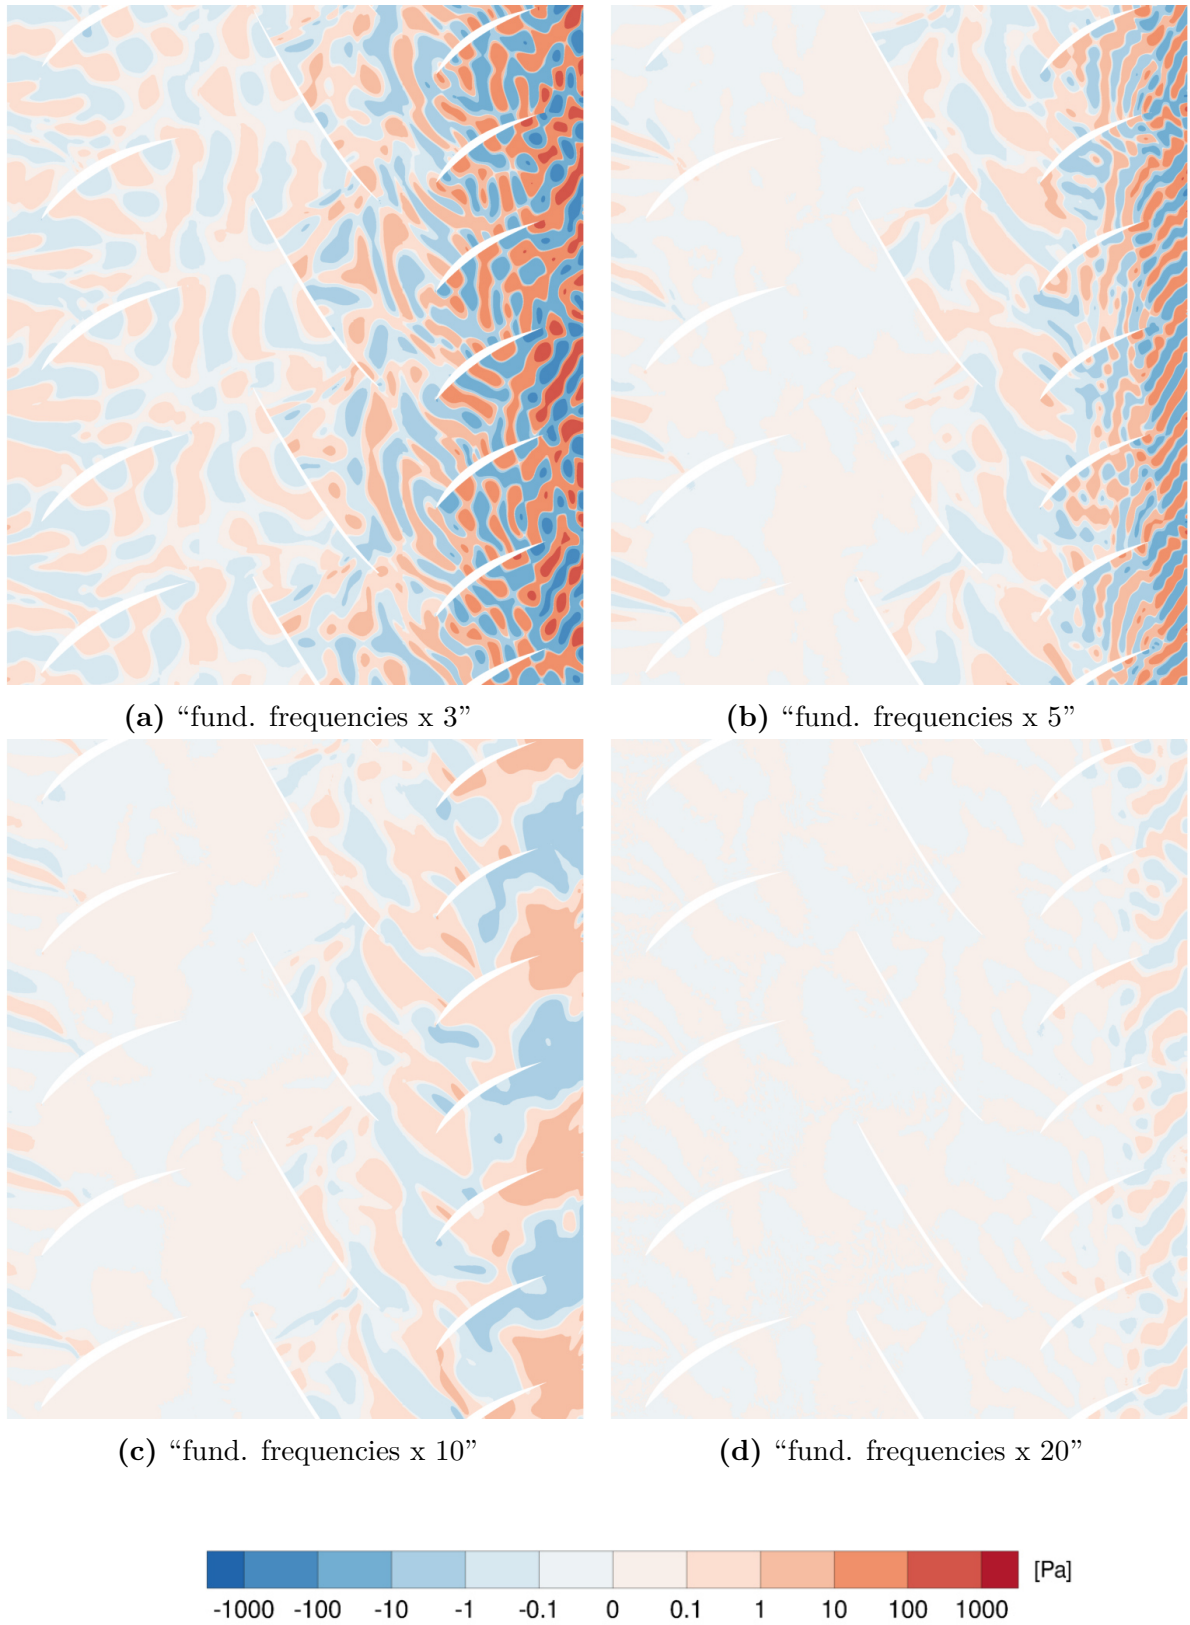 (a) “fund. frequencies x 3”
(b) “fund. frequencies x 5”
(c) “fund. frequencies x 10”
(d) “fund. frequencies x 20”
[Pa]
-1000 -100 -10 -1 -0.1 0 0.1 1 10 100 1000